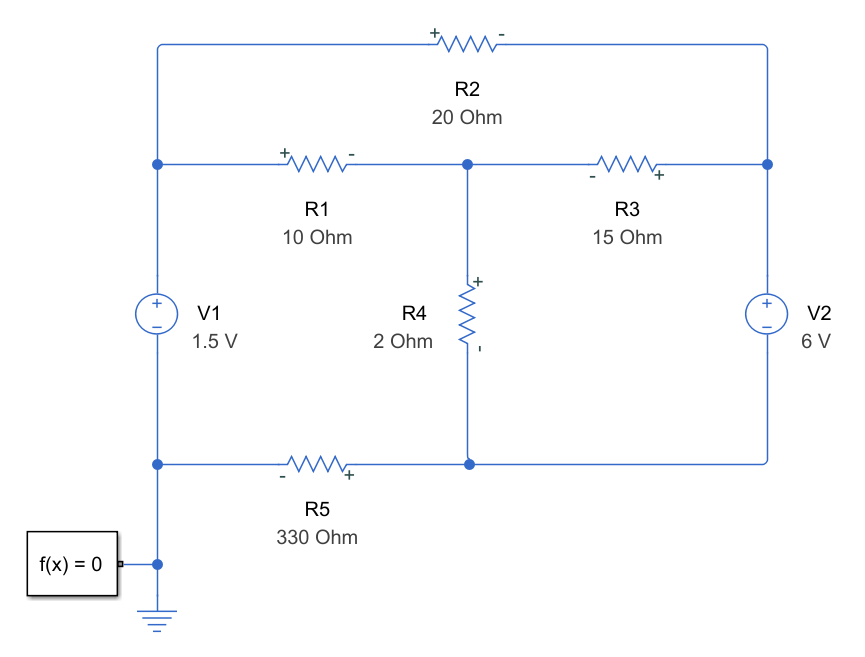 + -
R2
20 Ohm
+ - - +
R1 R3
10 Ohm 15 Ohm
+
+ V1 R4 + V2
− 1.5 V 2 Ohm − 6 V
-
- +
R5
330 Ohm
f(x) = 0